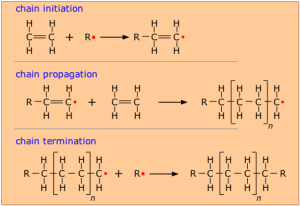 chain initiation
H H H H
C=C + R• → R–C=C•
H H H H
chain propagation
H H H H H H H H
R–C=C• + C=C → R–C–C–C–C•
H H H H H H H H n
chain termination
H H H H H H H H
R–C–C–C–C• + R• → R–C–C–C–C–R
H H H H n H H H H n